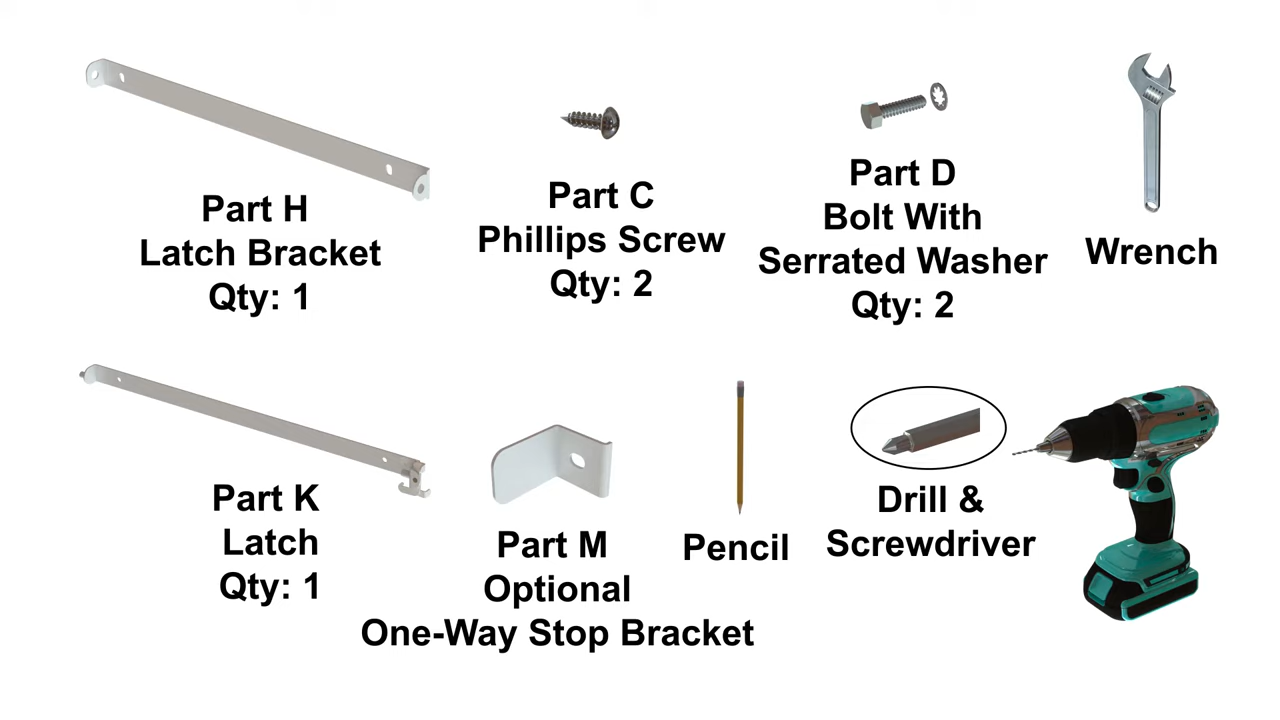 Part H
Latch Bracket
Qty: 1
Part C
Phillips Screw
Qty: 2
Part D
Bolt With
Serrated Washer
Qty: 2
Wrench
Part K
Latch
Qty: 1
Part M
Optional
One-Way Stop Bracket
Pencil
Drill &
Screwdriver